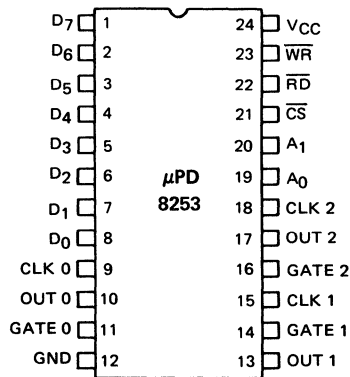 D7 1 24 VCC
D6 2 23 WR
D5 3 22 RD
D4 4 21 CS
D3 5 20 A1
D2 6 μPD 19 A0
D1 7 8253 18 CLK 2
D0 8 17 OUT 2
CLK 0 9 16 GATE 2
OUT 0 10 15 CLK 1
GATE 0 11 14 GATE 1
GND 12 13 OUT 1